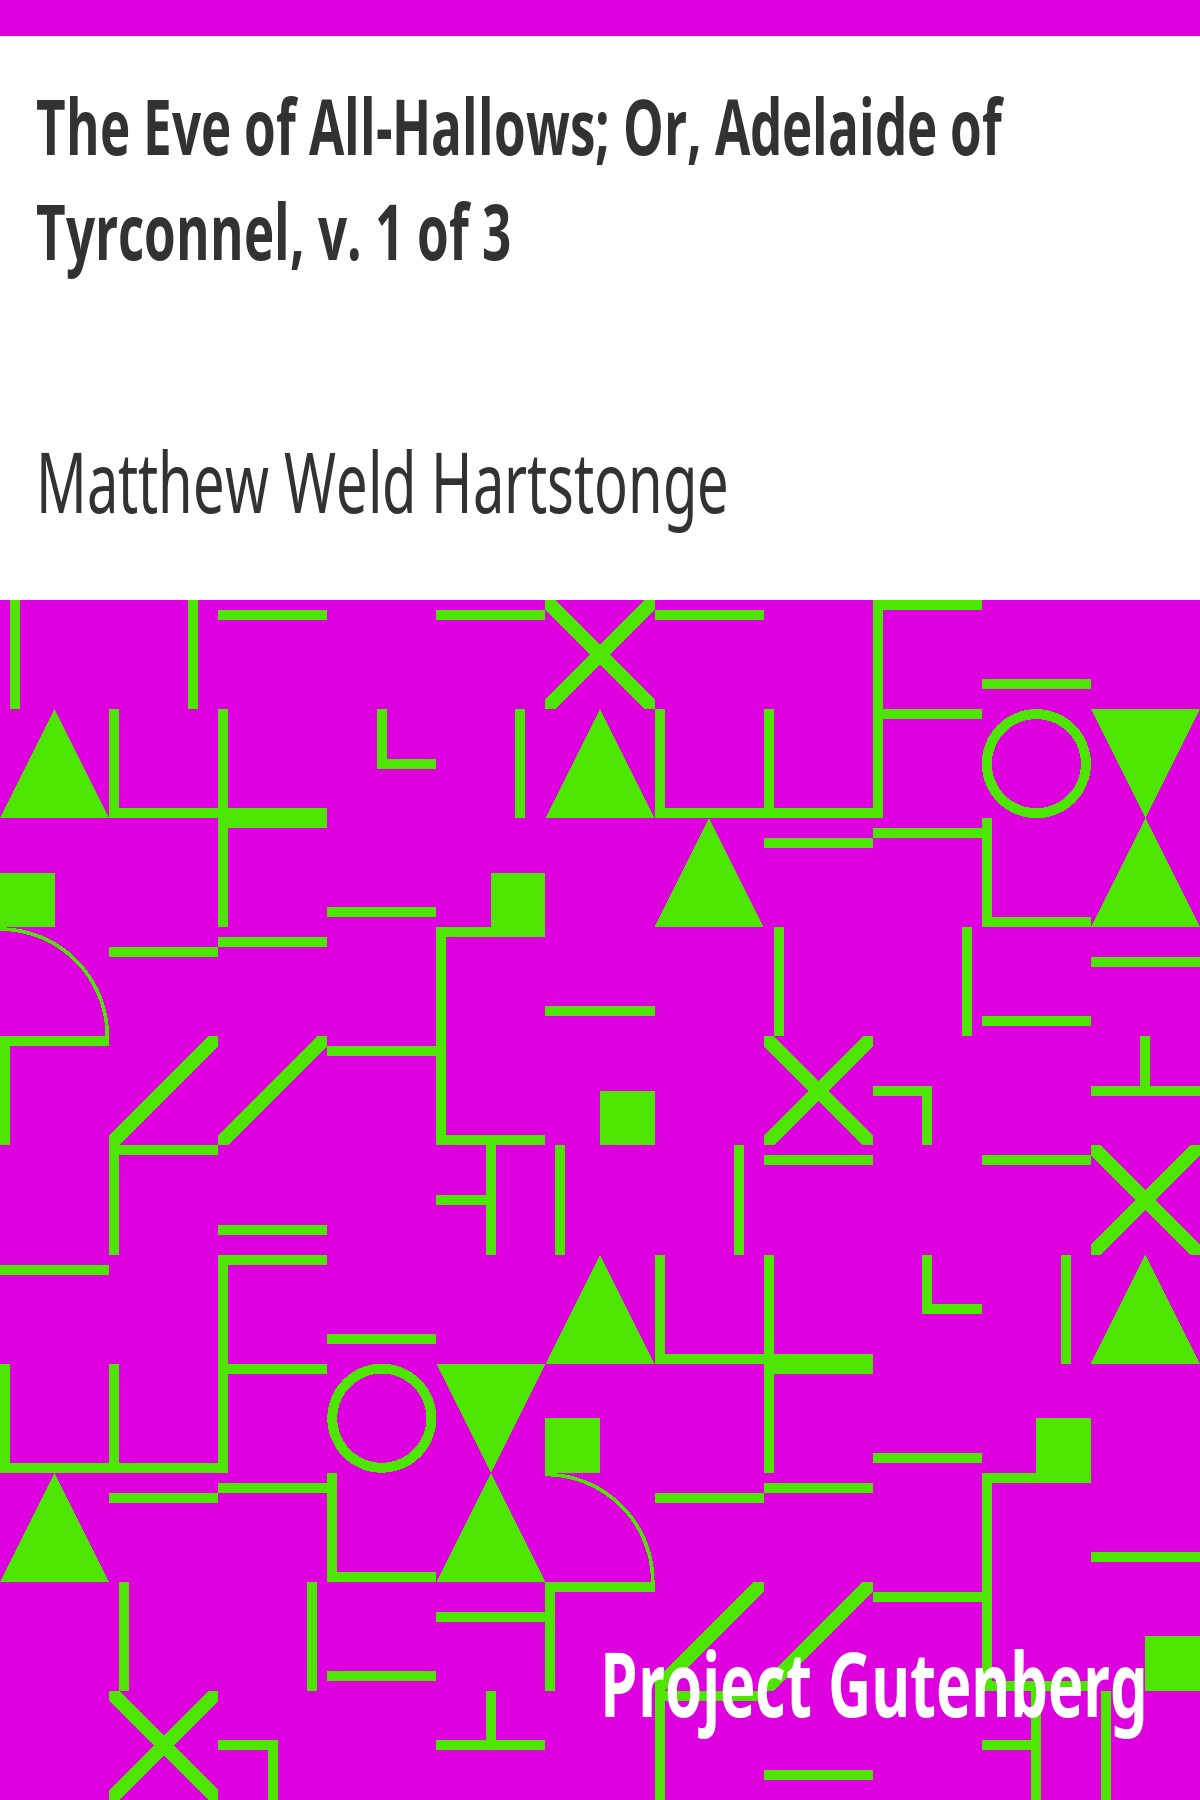 The Eve of All-Hallows; Or, Adelaide of
Tyrconnel, v. 1 of 3
Matthew Weld Hartstonge
Project Gutenberg